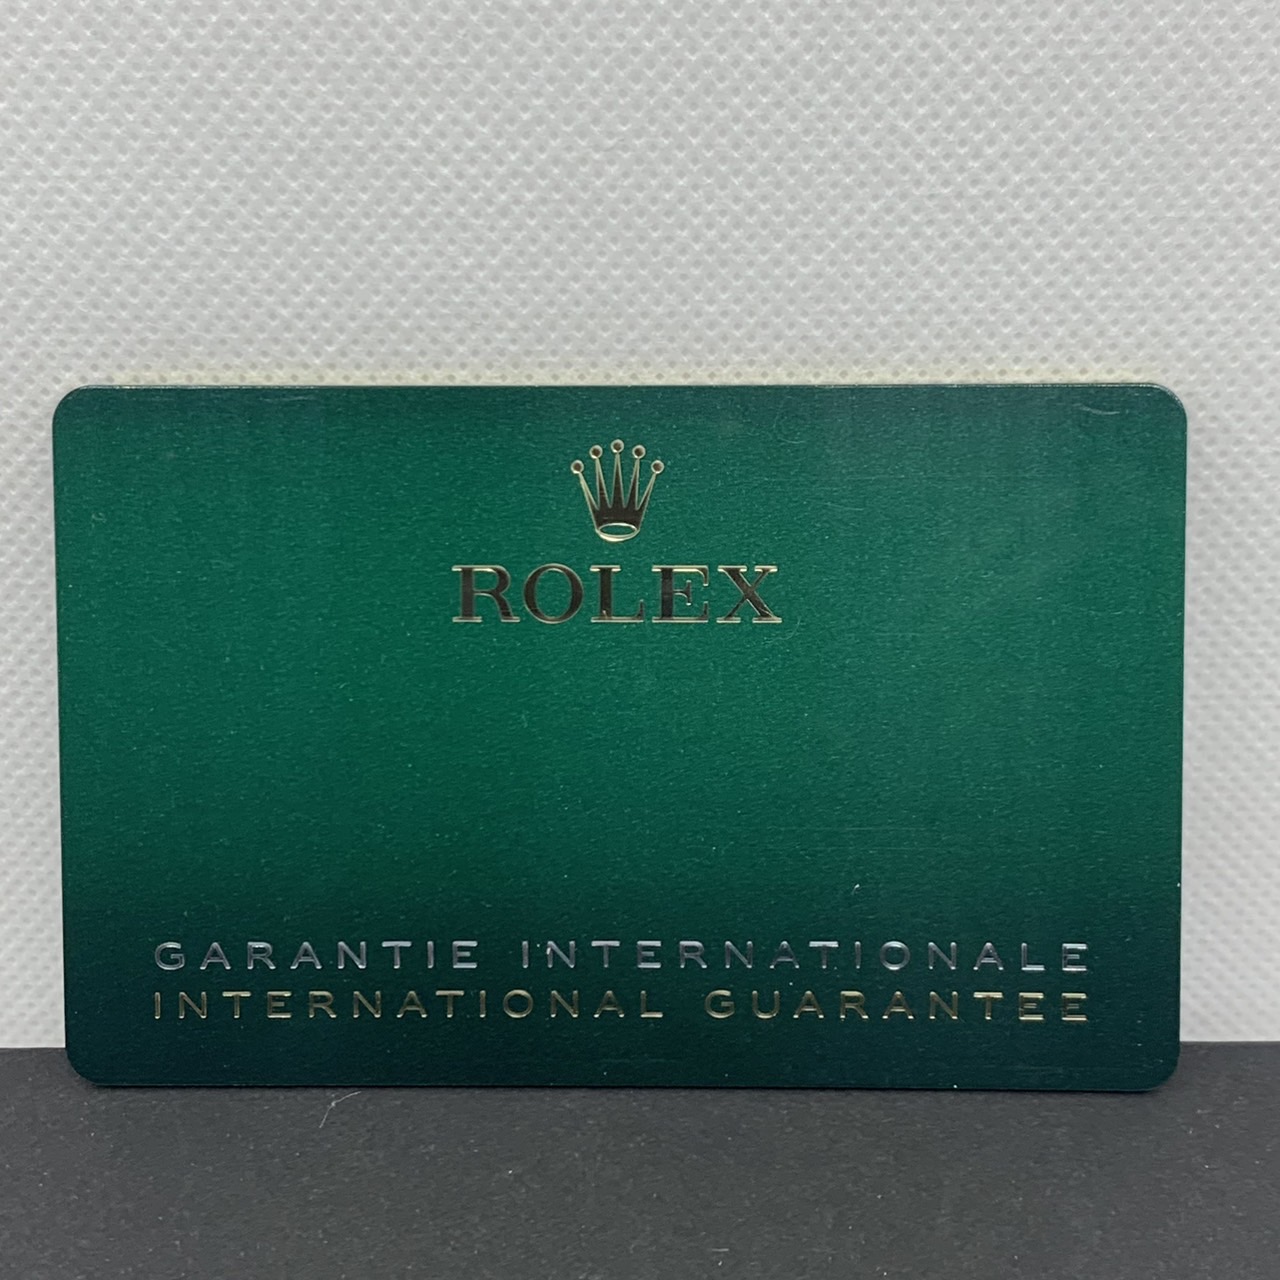 ROLEX
GARANTIE INTERNATIONALE
INTERNATIONAL GUARANTEE